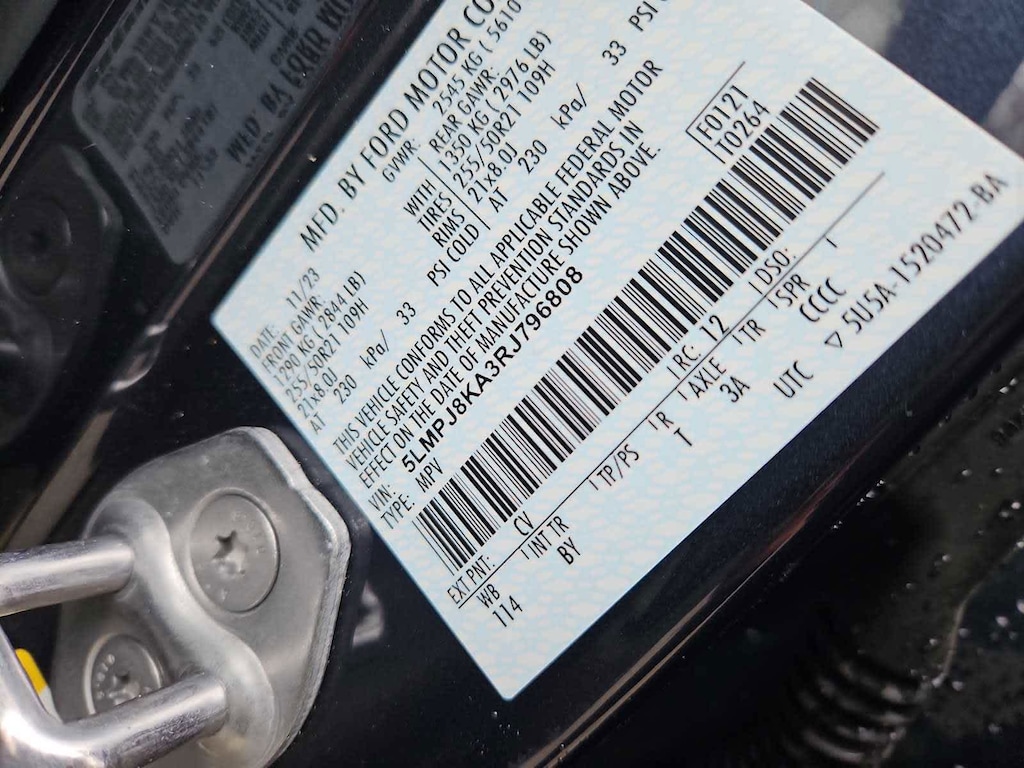 MFD. BY FORD MOTOR CO
DATE: 11/23 GVWR: 2545 KG ( 5610
FRONT GAWR: REAR GAWR:
1290 KG ( 2844 LB) WITH 1350 KG ( 2976 LB)
255/50R21 109H TIRES 255/50R21 109H
21x8.0J RIMS 21x8.0J
AT 230 kPa/ 33 PSI COLD AT 230 kPa/ 33 PSI
THIS VEHICLE CONFORMS TO ALL APPLICABLE FEDERAL MOTOR
VEHICLE SAFETY AND THEFT PREVENTION STANDARDS IN
EFFECT ON THE DATE OF MANUFACTURE SHOWN ABOVE.
VIN: 5LMPJ8KA3RJ796808 F0121
TYPE: MPV T0264
EXT PNT: CV RC: 12 DSO:
WB INT TR TP/PS R AXLE TR SPR
114 BY T 3A CCCC
UTC ▽ 5U5A-1520472-BA